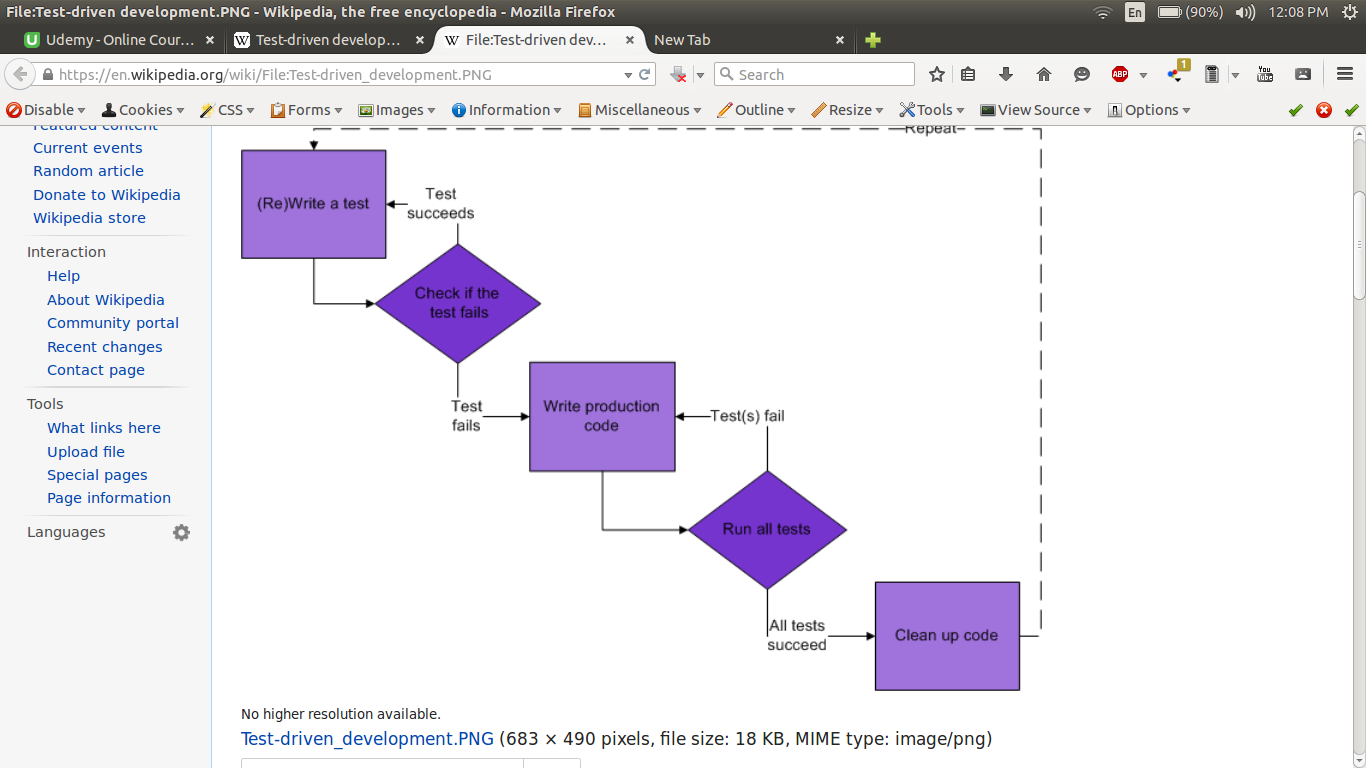 File:Test-driven development.PNG - Wikipedia, the free encyclopedia - Mozilla Firefox
En
(90%)
12:08 PM
Udemy - Online Cour...
Test-driven develop...
File:Test-driven dev...
New Tab
https://en.wikipedia.org/wiki/File:Test-driven_development.PNG
Search
ABP
1
You
Tube
Disable
Cookies
CSS
Forms
Images
Information
Miscellaneous
Outline
Resize
Tools
View Source
Options
Featured content
Current events
Random article
Donate to Wikipedia
Wikipedia store
Interaction
Help
About Wikipedia
Community portal
Recent changes
Contact page
Tools
What links here
Upload file
Special pages
Page information
Languages
Repeat
(Re)Write a test
Test
succeeds
Check if the
test fails
Test
fails
Write production
code
Test(s) fail
Run all tests
All tests
succeed
Clean up code
No higher resolution available.
Test-driven_development.PNG (683 × 490 pixels, file size: 18 KB, MIME type: image/png)